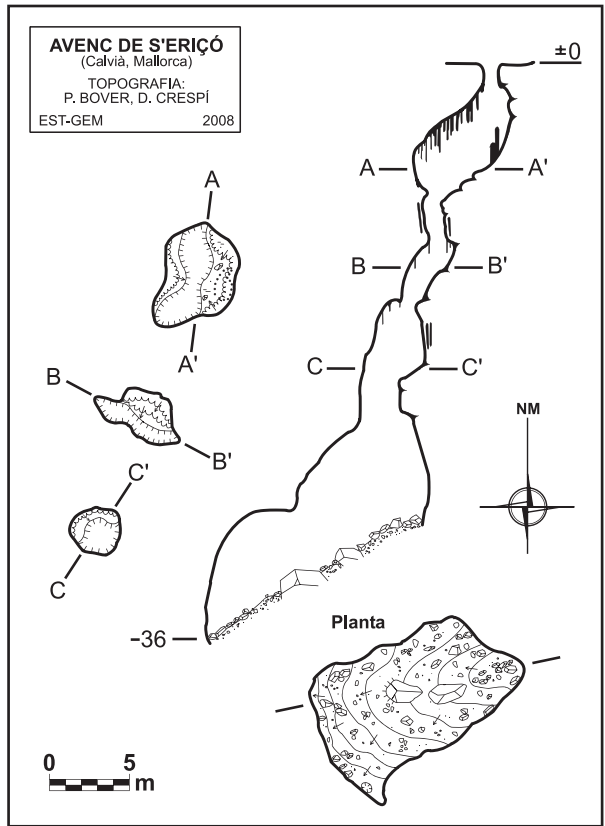 AVENC DE S'ERIÇÓ
(Calvià, Mallorca)
TOPOGRAFIA:
P. BOVER, D. CRESPÍ
EST-GEM 2008
±0
A
A'
A
A'
B
B'
B
B'
C
C'
C'
C
NM
-36
Planta
0 5
m